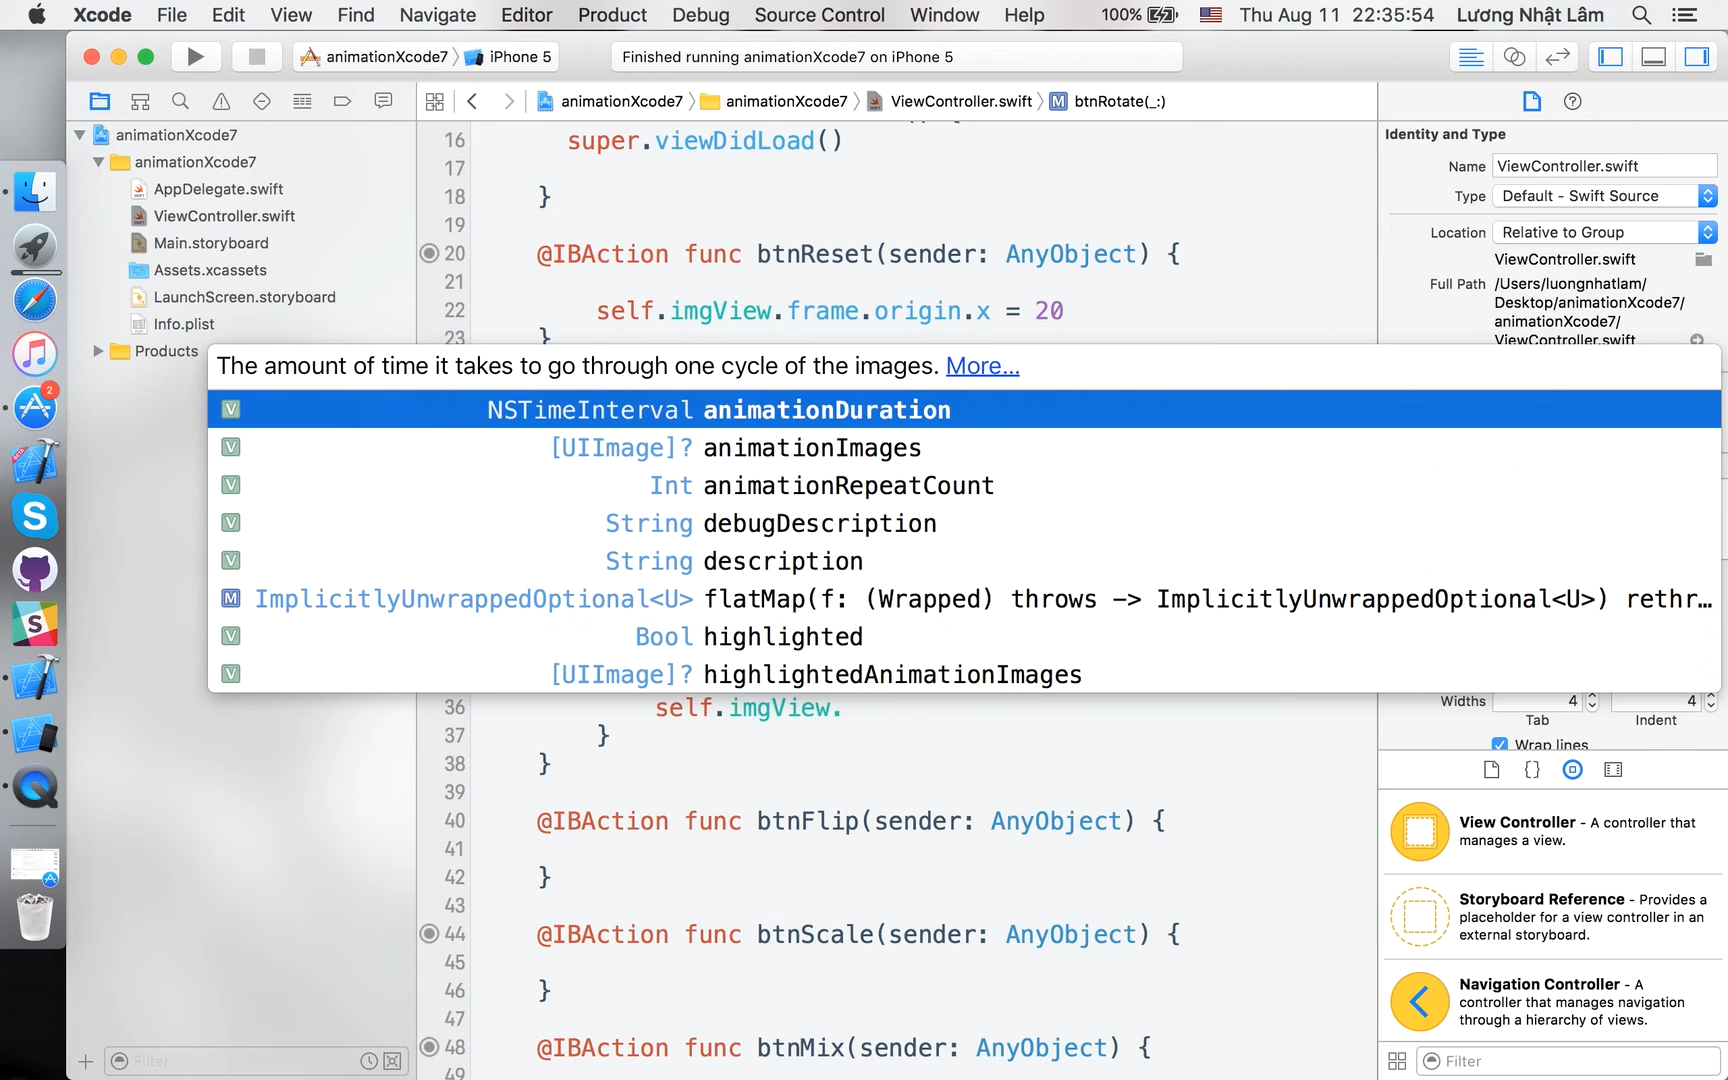 Xcode File Edit View Find Navigate Editor Product Debug Source Control Window Help 100% Thu Aug 11 22:35:54 Lương Nhật Lâm
animationXcode7 iPhone 5 Finished running animationXcode7 on iPhone 5
animationXcode7 animationXcode7 ViewController.swift M btnRotate(_:)
animationXcode7
animationXcode7
AppDelegate.swift
ViewController.swift
Main.storyboard
Assets.xcassets
LaunchScreen.storyboard
Info.plist
Products
2
S
S
Filter
16 super.viewDidLoad()
17
18 }
19
20 @IBAction func btnReset(sender: AnyObject) {
21
22 self.imgView.frame.origin.x = 20
23 }
The amount of time it takes to go through one cycle of the images. More...
V NSTimeInterval animationDuration
V [UIImage]? animationImages
V Int animationRepeatCount
V String debugDescription
V String description
M ImplicitlyUnwrappedOptional<U> flatMap(f: (Wrapped) throws -> ImplicitlyUnwrappedOptional<U>) rethr...
V Bool highlighted
V [UIImage]? highlightedAnimationImages
36 self.imgView.
37 }
38 }
39
40 @IBAction func btnFlip(sender: AnyObject) {
41
42 }
43
44 @IBAction func btnScale(sender: AnyObject) {
45
46 }
47
48 @IBAction func btnMix(sender: AnyObject) {
49
Identity and Type
Name ViewController.swift
Type Default - Swift Source
Location Relative to Group
ViewController.swift
Full Path /Users/luongnhatlam/
Desktop/animationXcode7/
animationXcode7/
ViewController.swift
Widths 4 4
Tab Indent
Wrap lines
{}
View Controller - A controller that
manages a view.
Storyboard Reference - Provides a
placeholder for a view controller in an
external storyboard.
Navigation Controller - A
controller that manages navigation
through a hierarchy of views.
Filter